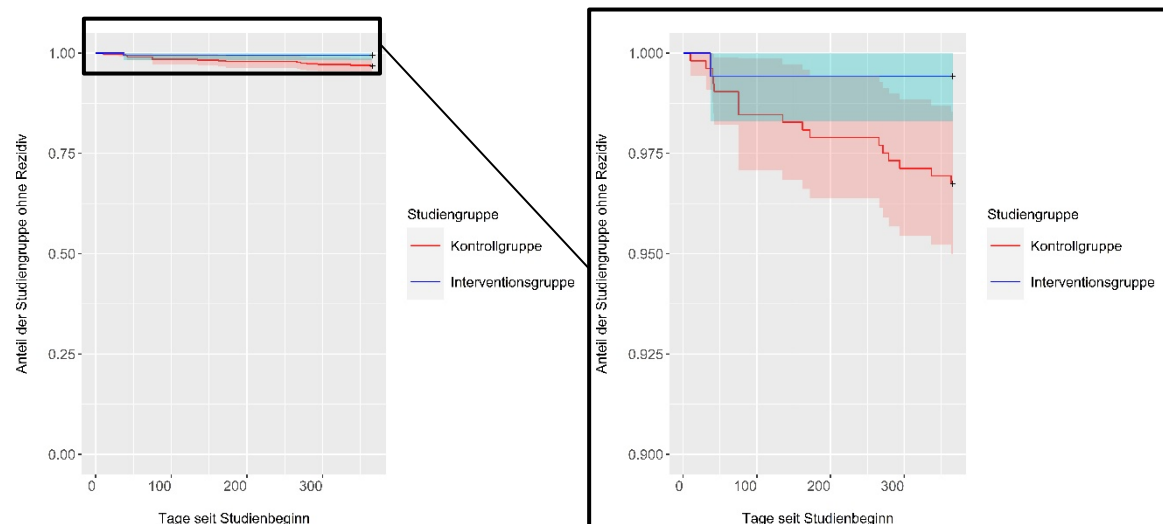 Anteil der Studiengruppe ohne Rezidiv
1.00
0.75
0.50
0.25
0.00
0
100
200
300
Tage seit Studienbeginn
Studiengruppe
Kontrollgruppe
Interventionsgruppe
Anteil der Studiengruppe ohne Rezidiv
1.000
0.975
0.950
0.925
0.900
0
100
200
300
Tage seit Studienbeginn
Studiengruppe
Kontrollgruppe
Interventionsgruppe